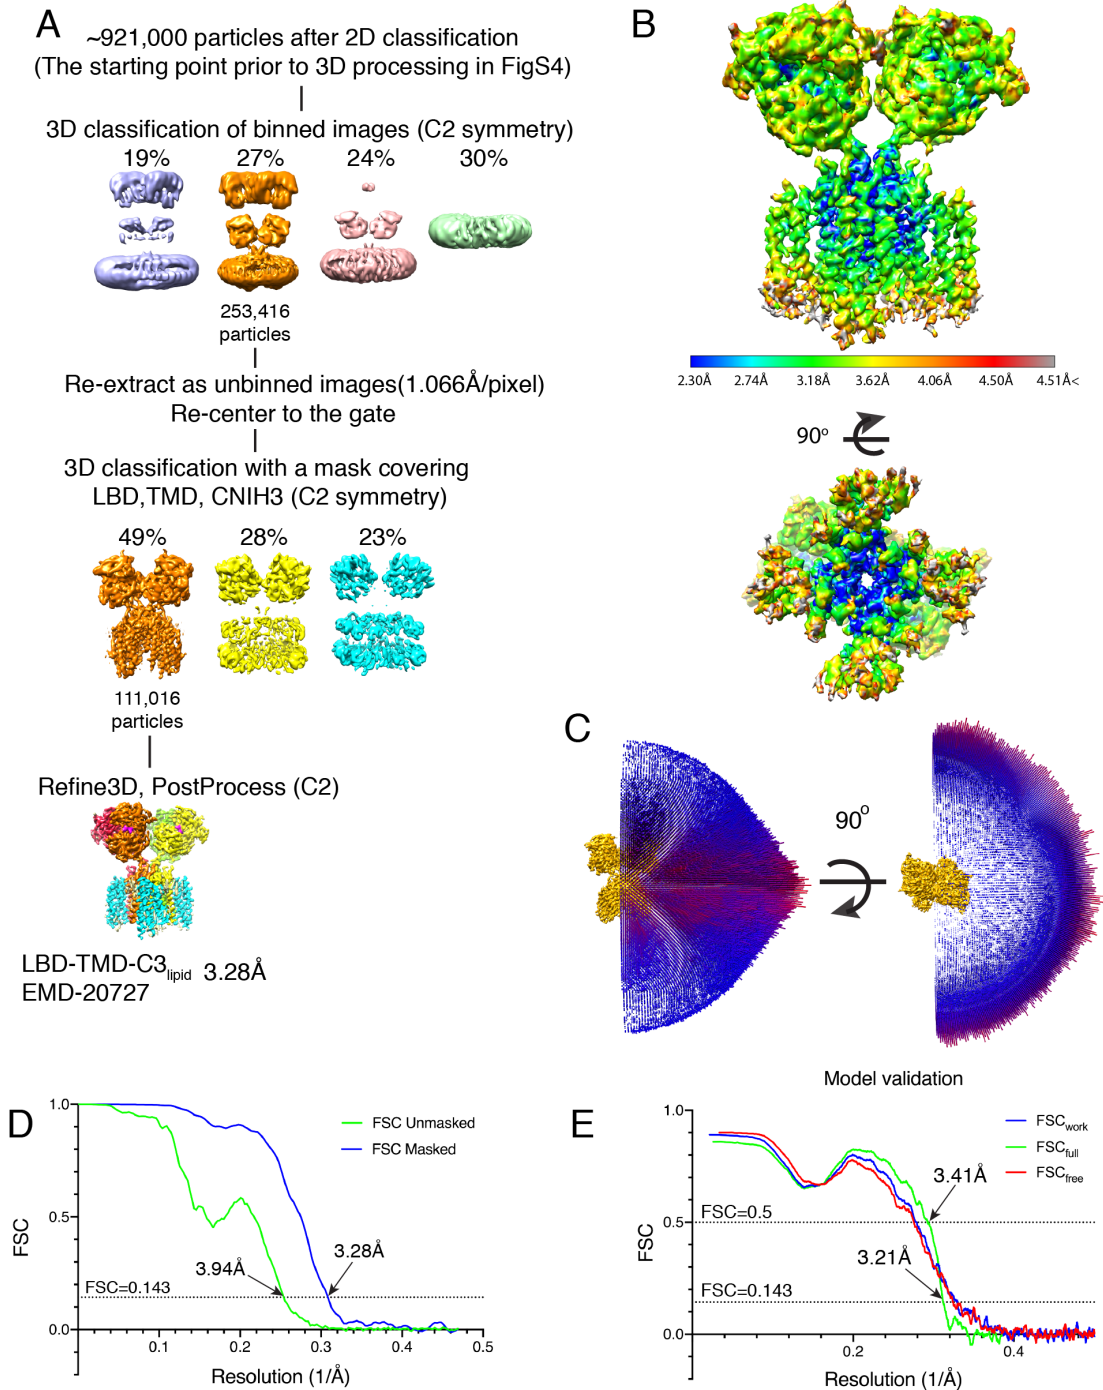 A
~921,000 particles after 2D classification
(The starting point prior to 3D processing in FigS4)
3D classification of binned images (C2 symmetry)
19% 27% 24% 30%
253,416
particles
Re-extract as unbinned images(1.066Å/pixel)
Re-center to the gate
3D classification with a mask covering
LBD,TMD, CNIH3 (C2 symmetry)
49% 28% 23%
111,016
particles
Refine3D, PostProcess (C2)
LBD-TMD-C3lipid 3.28Å
EMD-20727
B
2.30Å 2.74Å 3.18Å 3.62Å 4.06Å 4.50Å 4.51Å<
90°
C
90°
D
1.0
0.5
0.0
FSC
FSC Unmasked
FSC Masked
3.94Å
3.28Å
FSC=0.143
0.1 0.2 0.3 0.4 0.5
Resolution (1/Å)
Model validation
E
1.0
0.5
0.0
FSC
FSCwork
FSCfull
FSCfree
3.41Å
FSC=0.5
3.21Å
FSC=0.143
0.2 0.4
Resolution (1/Å)